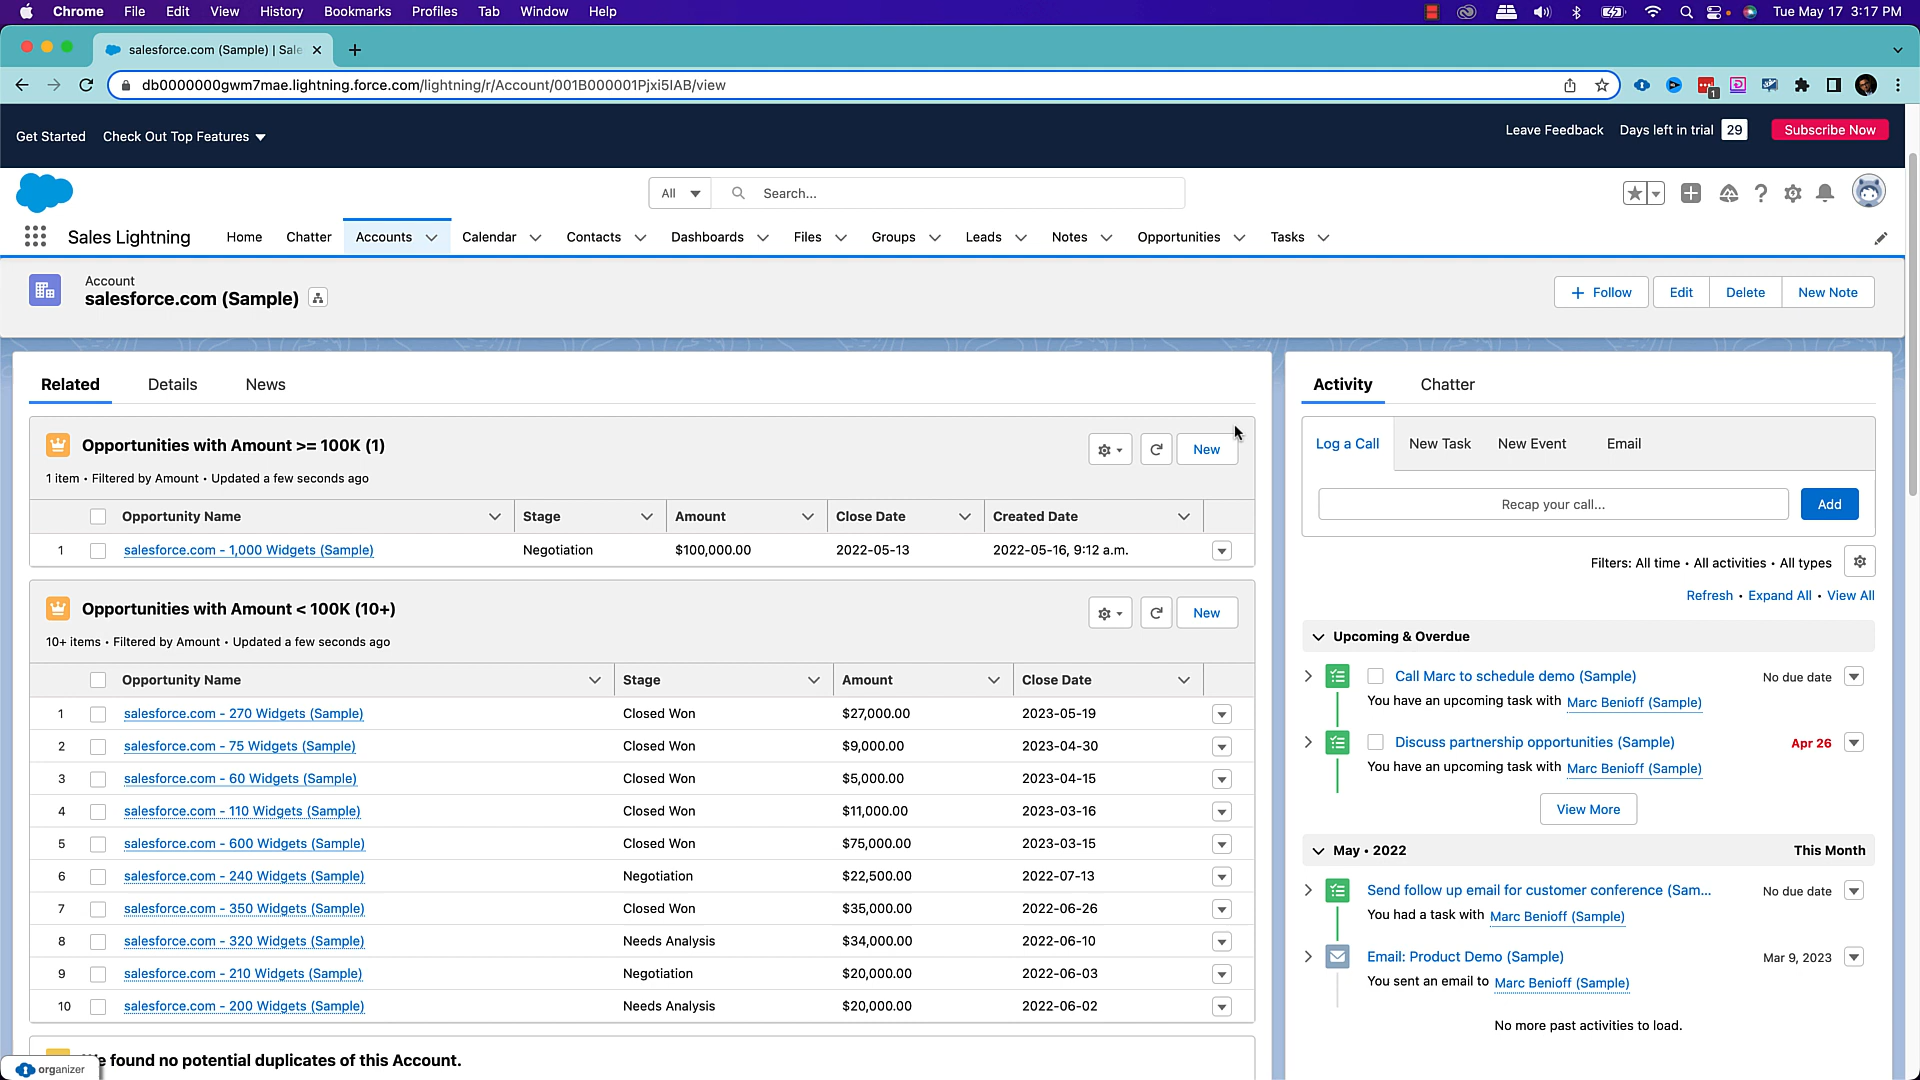 Chrome File Edit View History Bookmarks Profiles Tab Window Help Tue May 17 3:17 PM
salesforce.com (Sample) | Sale
db0000000gwm7mae.lightning.force.com/lightning/r/Account/001B000001Pjxi5IAB/view
1
Get Started Check Out Top Features Leave Feedback Days left in trial 29 Subscribe Now
All Search...
Sales Lightning Home Chatter Accounts Calendar Contacts Dashboards Files Groups Leads Notes Opportunities Tasks
Account
salesforce.com (Sample)
Follow Edit Delete New Note
Related Details News
Opportunities with Amount >= 100K (1)
New
1 item • Filtered by Amount • Updated a few seconds ago
Opportunity Name Stage Amount Close Date Created Date
1 salesforce.com - 1,000 Widgets (Sample) Negotiation $100,000.00 2022-05-13 2022-05-16, 9:12 a.m.
Opportunities with Amount < 100K (10+)
New
10+ items • Filtered by Amount • Updated a few seconds ago
Opportunity Name Stage Amount Close Date
1 salesforce.com - 270 Widgets (Sample) Closed Won $27,000.00 2023-05-19
2 salesforce.com - 75 Widgets (Sample) Closed Won $9,000.00 2023-04-30
3 salesforce.com - 60 Widgets (Sample) Closed Won $5,000.00 2023-04-15
4 salesforce.com - 110 Widgets (Sample) Closed Won $11,000.00 2023-03-16
5 salesforce.com - 600 Widgets (Sample) Closed Won $75,000.00 2023-03-15
6 salesforce.com - 240 Widgets (Sample) Negotiation $22,500.00 2022-07-13
7 salesforce.com - 350 Widgets (Sample) Closed Won $35,000.00 2022-06-26
8 salesforce.com - 320 Widgets (Sample) Needs Analysis $34,000.00 2022-06-10
9 salesforce.com - 210 Widgets (Sample) Negotiation $20,000.00 2022-06-03
10 salesforce.com - 200 Widgets (Sample) Needs Analysis $20,000.00 2022-06-02
e found no potential duplicates of this Account.
organizer
Activity Chatter
Log a Call New Task New Event Email
Recap your call... Add
Filters: All time • All activities • All types
Refresh • Expand All • View All
Upcoming & Overdue
Call Marc to schedule demo (Sample) No due date
You have an upcoming task with Marc Benioff (Sample)
Discuss partnership opportunities (Sample) Apr 26
You have an upcoming task with Marc Benioff (Sample)
View More
May • 2022 This Month
Send follow up email for customer conference (Sam... No due date
You had a task with Marc Benioff (Sample)
Email: Product Demo (Sample) Mar 9, 2023
You sent an email to Marc Benioff (Sample)
No more past activities to load.